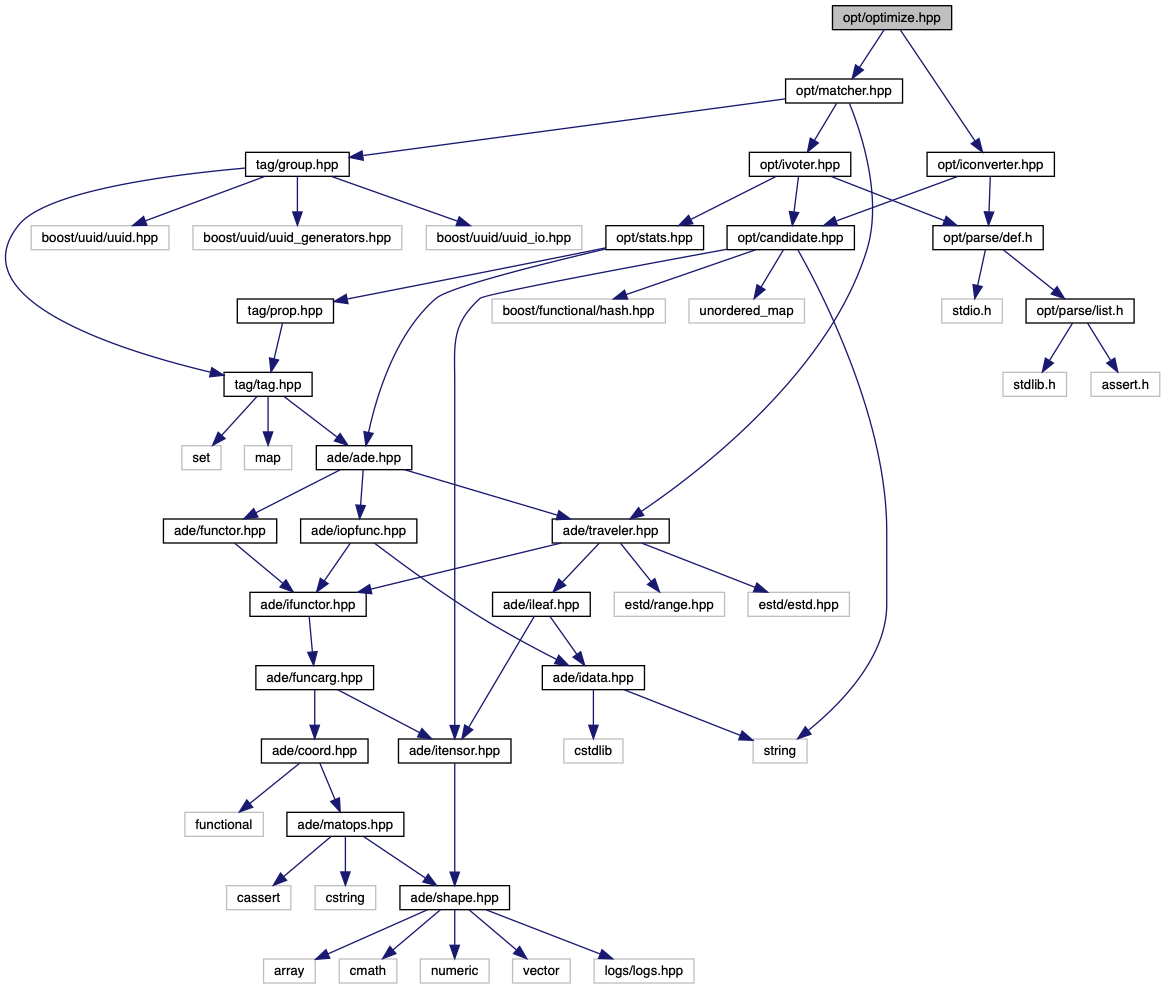 opt/optimize.hpp
opt/matcher.hpp
tag/group.hpp
opt/ivoter.hpp
opt/iconverter.hpp
boost/uuid/uuid.hpp
boost/uuid/uuid_generators.hpp
boost/uuid/uuid_io.hpp
opt/stats.hpp
opt/candidate.hpp
opt/parse/def.h
tag/prop.hpp
boost/functional/hash.hpp
unordered_map
stdio.h
opt/parse/list.h
tag/tag.hpp
stdlib.h
assert.h
set
map
ade/ade.hpp
ade/functor.hpp
ade/iopfunc.hpp
ade/traveler.hpp
ade/ifunctor.hpp
ade/ileaf.hpp
estd/range.hpp
estd/estd.hpp
ade/funcarg.hpp
ade/idata.hpp
ade/coord.hpp
ade/itensor.hpp
cstdlib
string
functional
ade/matops.hpp
cassert
cstring
ade/shape.hpp
array
cmath
numeric
vector
logs/logs.hpp